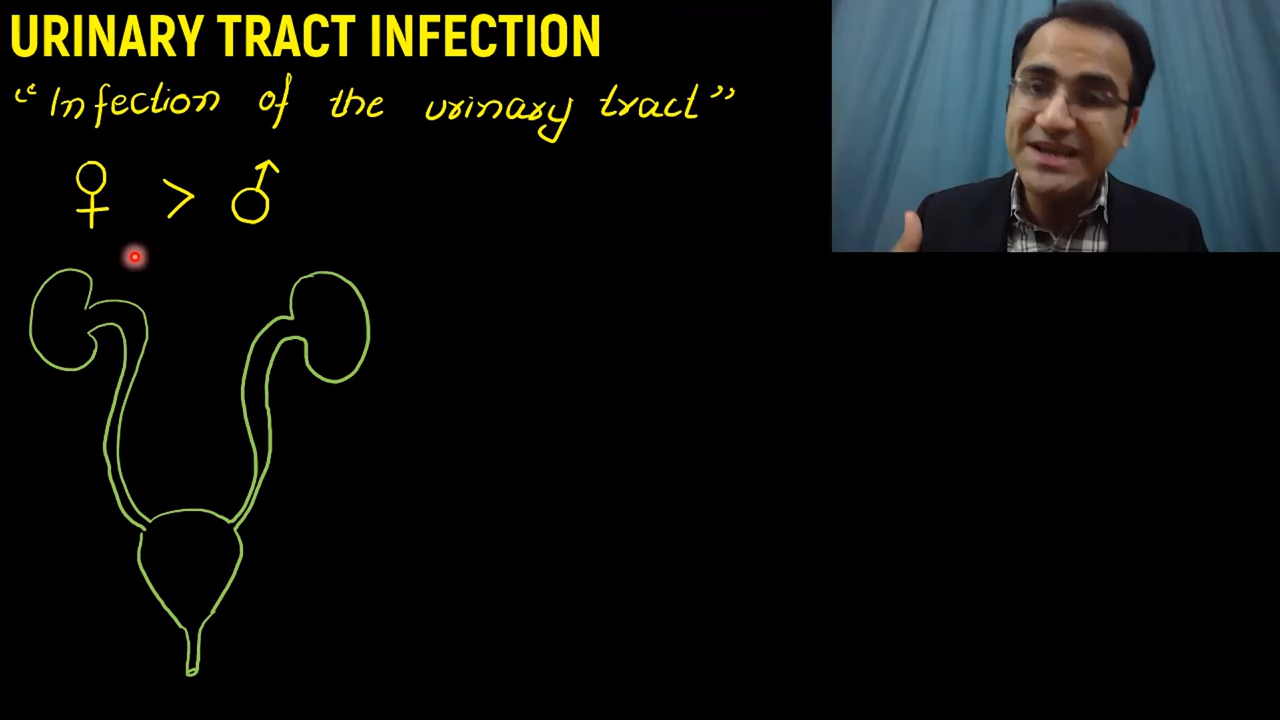 URINARY TRACT INFECTION
“Infection of the urinary tract”
♀ > ♂